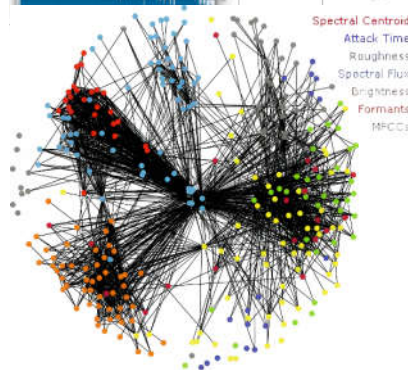 Spectral Centroid
Attack Time
Roughness
Spectral Flux
Brightness
Formants
MFCCs